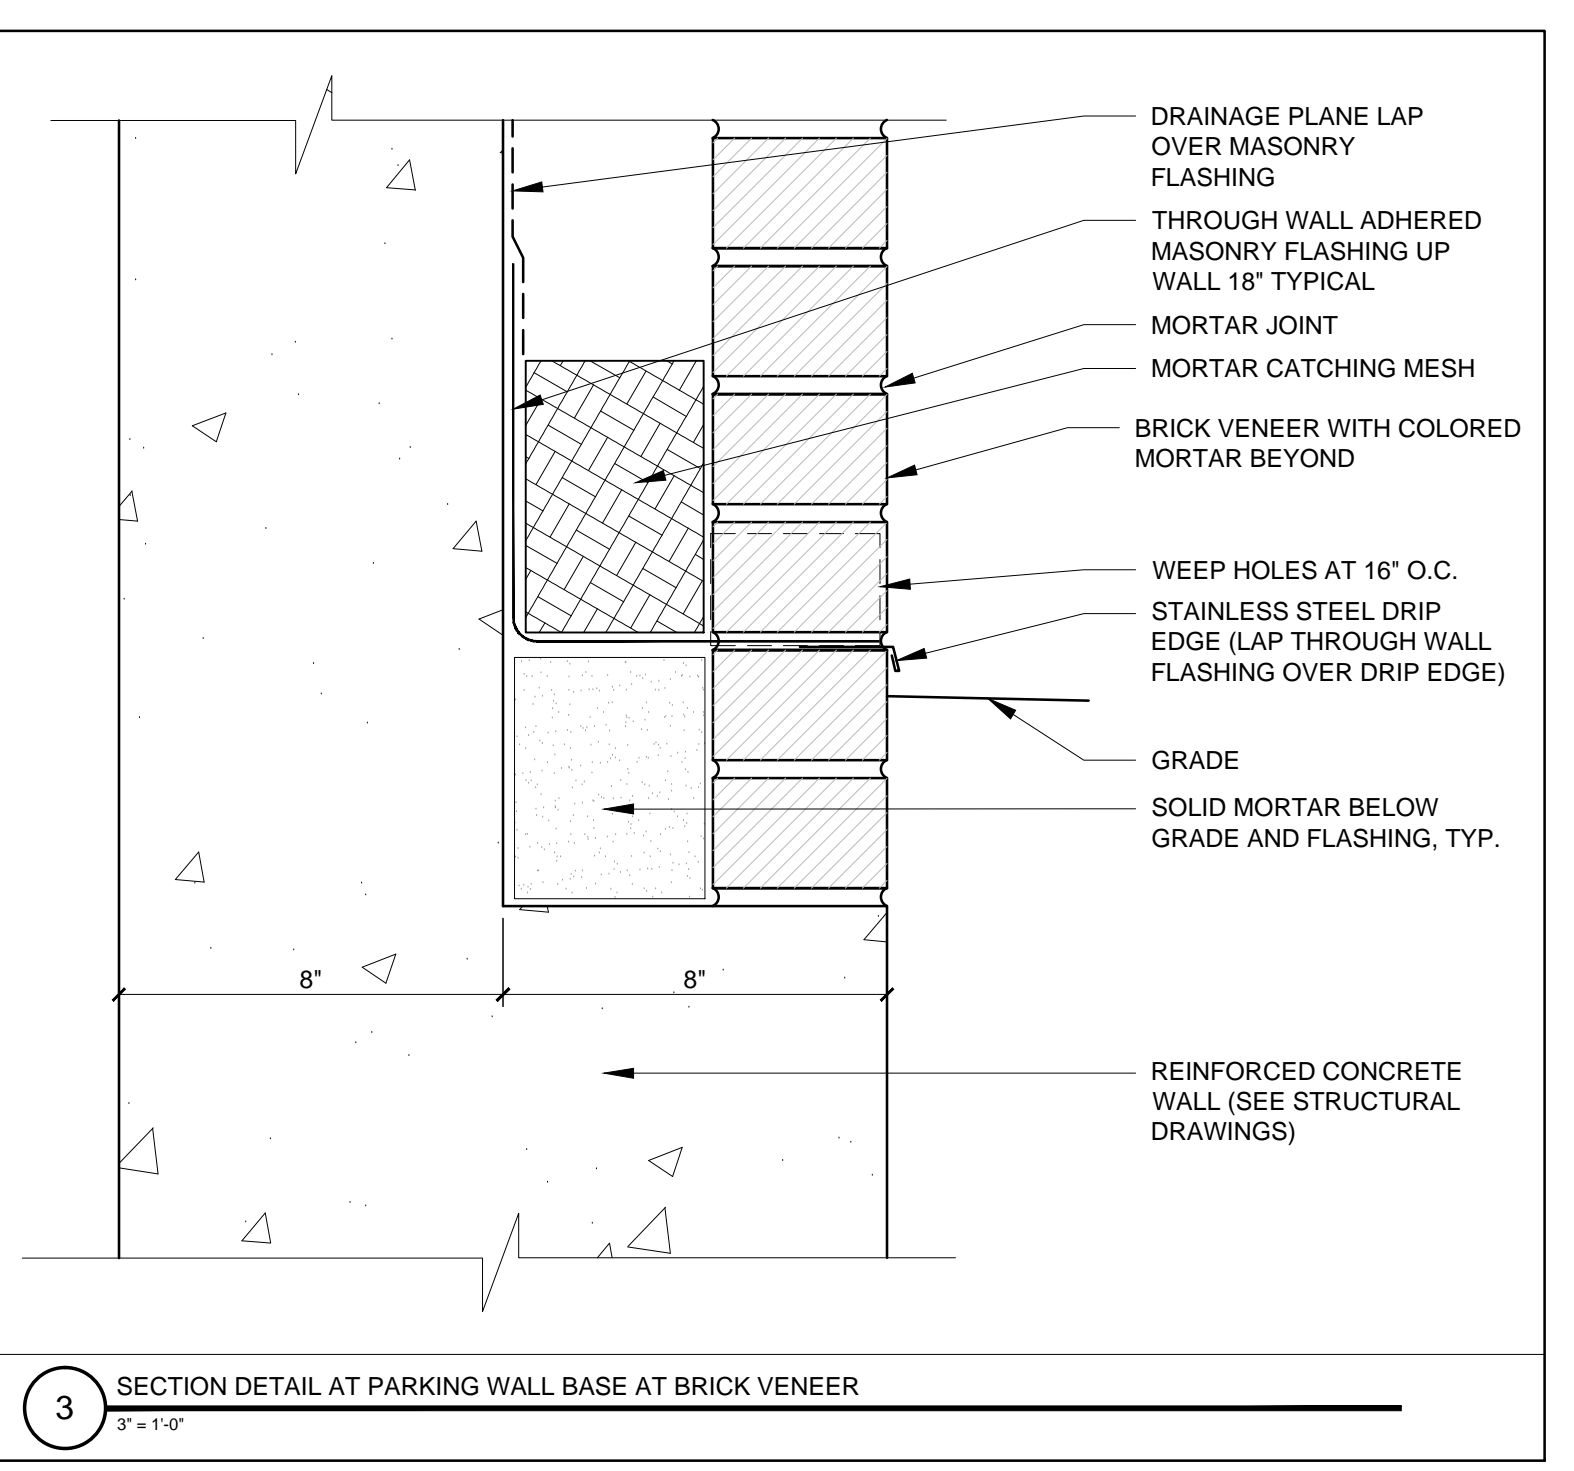 DRAINAGE PLANE LAP
OVER MASONRY
FLASHING
THROUGH WALL ADHERED
MASONRY FLASHING UP
WALL 18" TYPICAL
MORTAR JOINT
MORTAR CATCHING MESH
BRICK VENEER WITH COLORED
MORTAR BEYOND
WEEP HOLES AT 16" O.C.
STAINLESS STEEL DRIP
EDGE (LAP THROUGH WALL
FLASHING OVER DRIP EDGE)
GRADE
SOLID MORTAR BELOW
GRADE AND FLASHING, TYP.
8" 8"
REINFORCED CONCRETE
WALL (SEE STRUCTURAL
DRAWINGS)
3 SECTION DETAIL AT PARKING WALL BASE AT BRICK VENEER
3" = 1'-0"